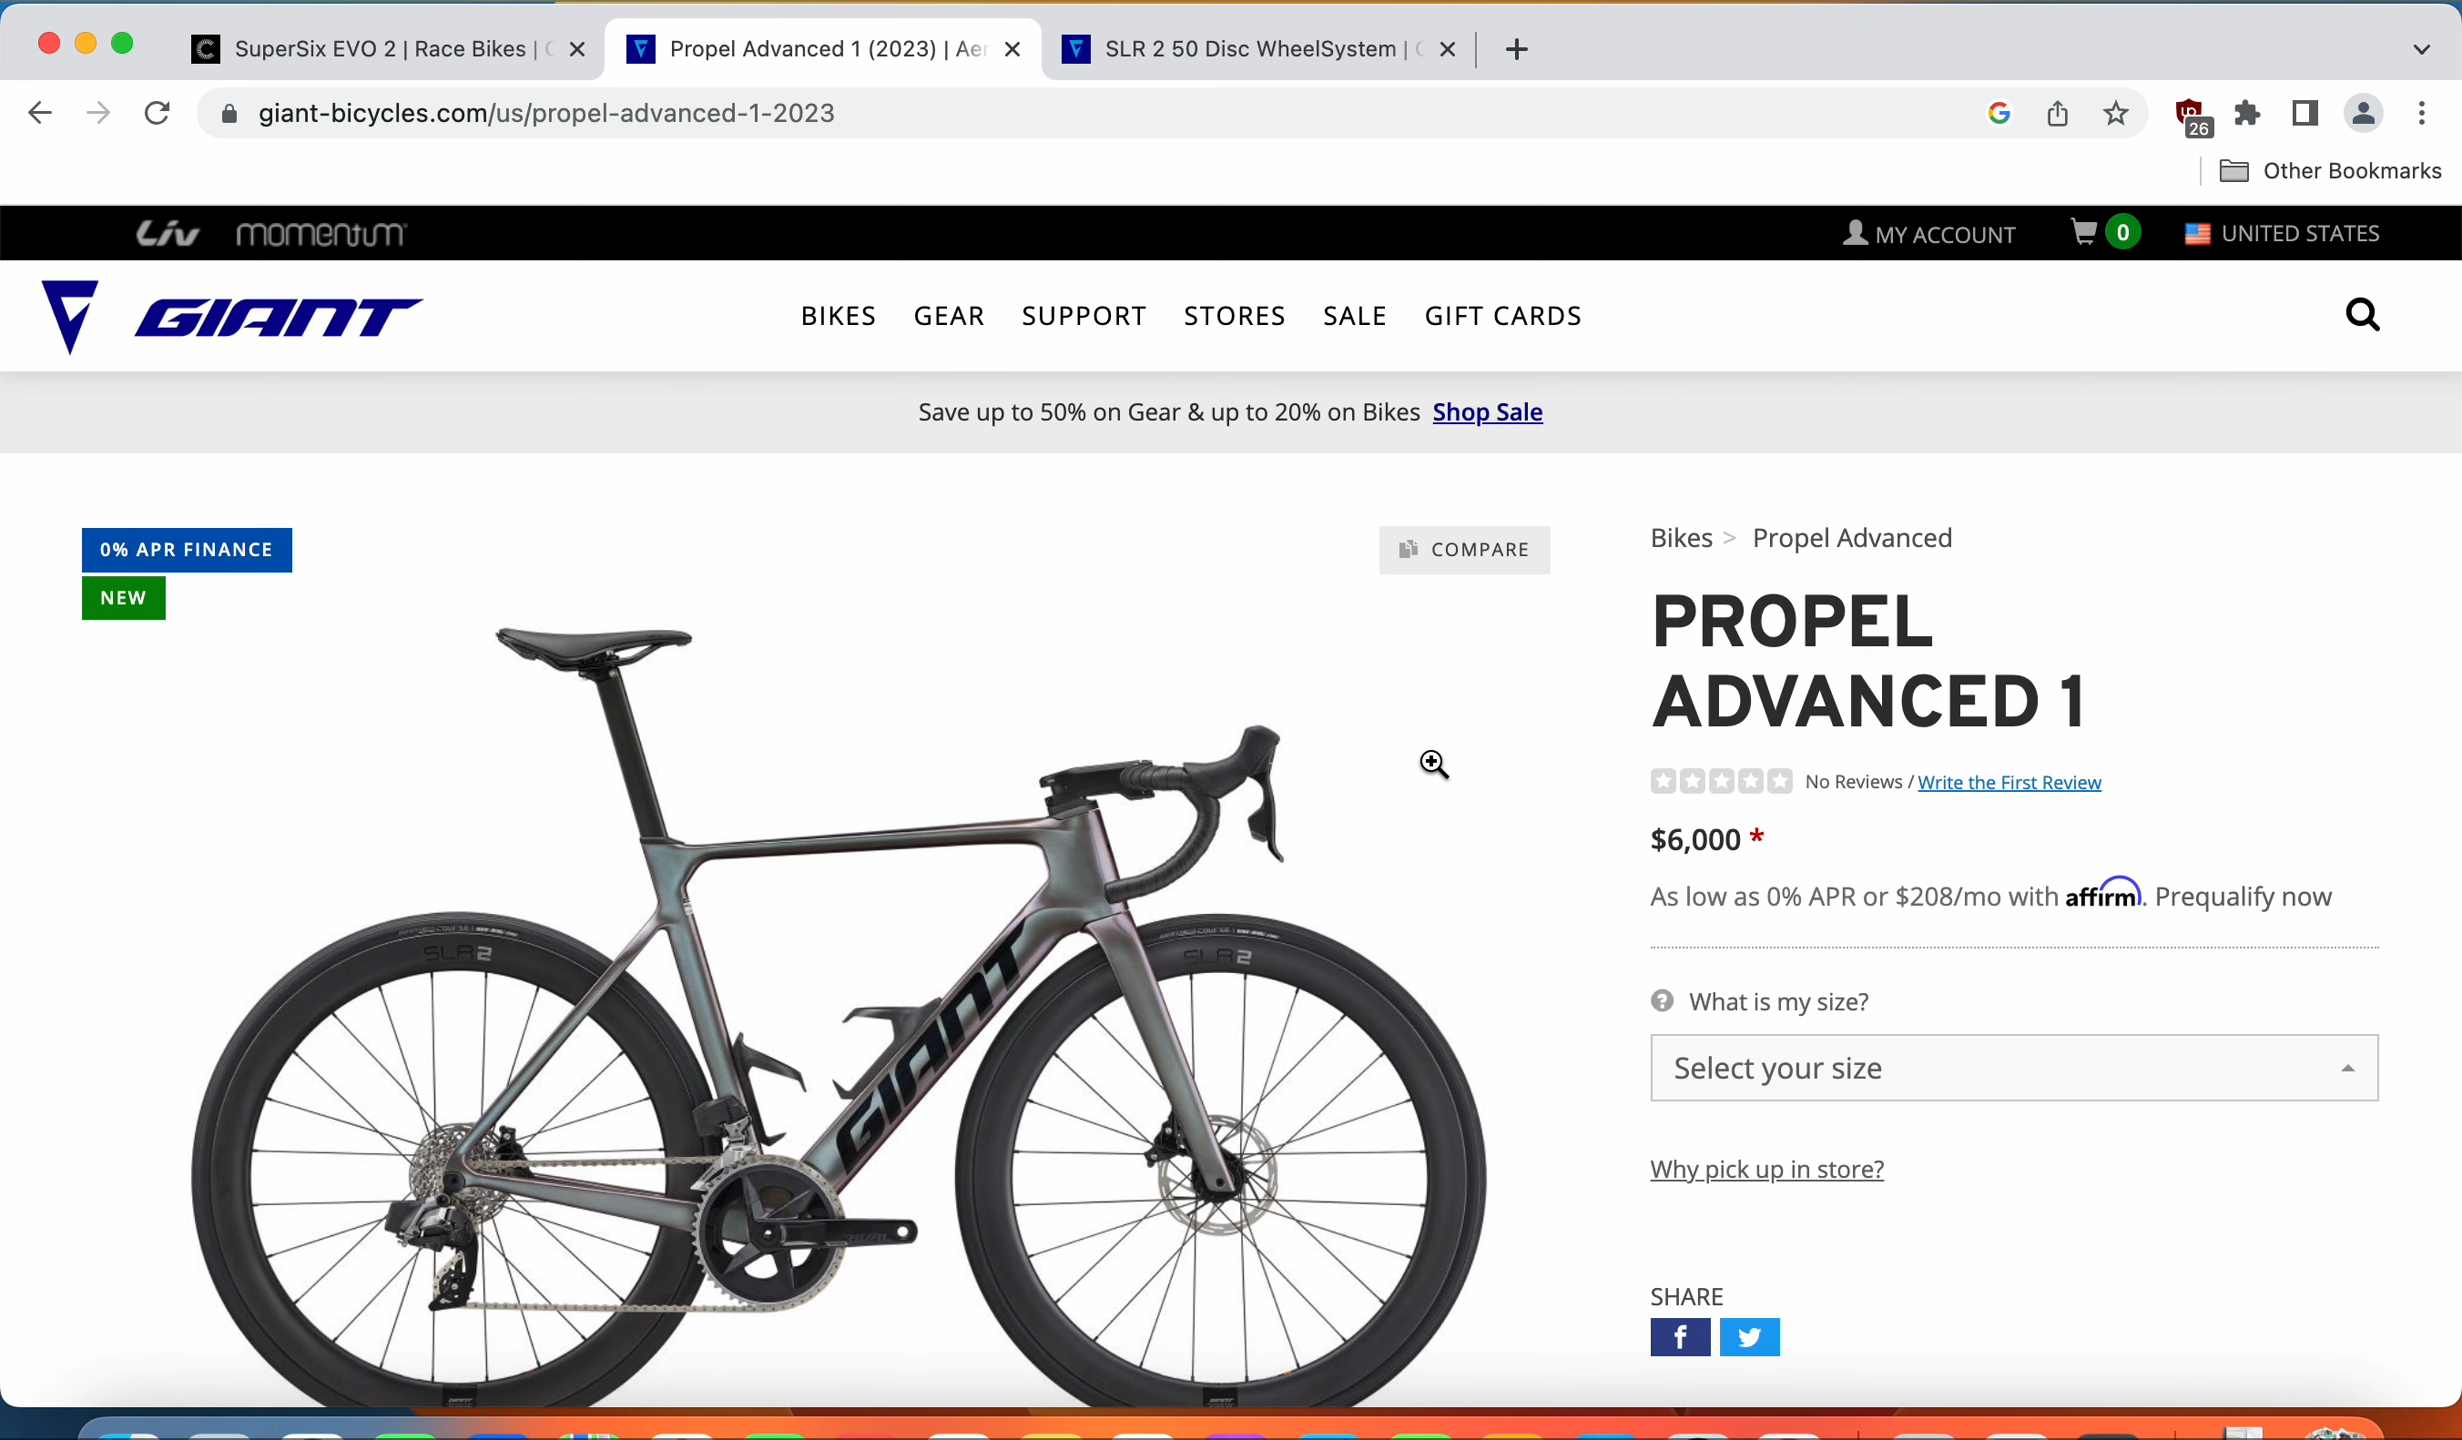 SuperSix EVO 2 | Race Bikes |
Propel Advanced 1 (2023) | Aer
SLR 2 50 Disc WheelSystem |
giant-bicycles.com/us/propel-advanced-1-2023
26
Other Bookmarks
Liv momentum
MY ACCOUNT 0 UNITED STATES
GIANT
BIKES GEAR SUPPORT STORES SALE GIFT CARDS
Save up to 50% on Gear & up to 20% on Bikes Shop Sale
0% APR FINANCE
NEW
COMPARE
Bikes > Propel Advanced
PROPEL
ADVANCED 1
No Reviews / Write the First Review
$6,000 *
As low as 0% APR or $208/mo with affirm. Prequalify now
SLR2
SLR2
GIANT
RIVAL
What is my size?
Select your size
Why pick up in store?
SHARE